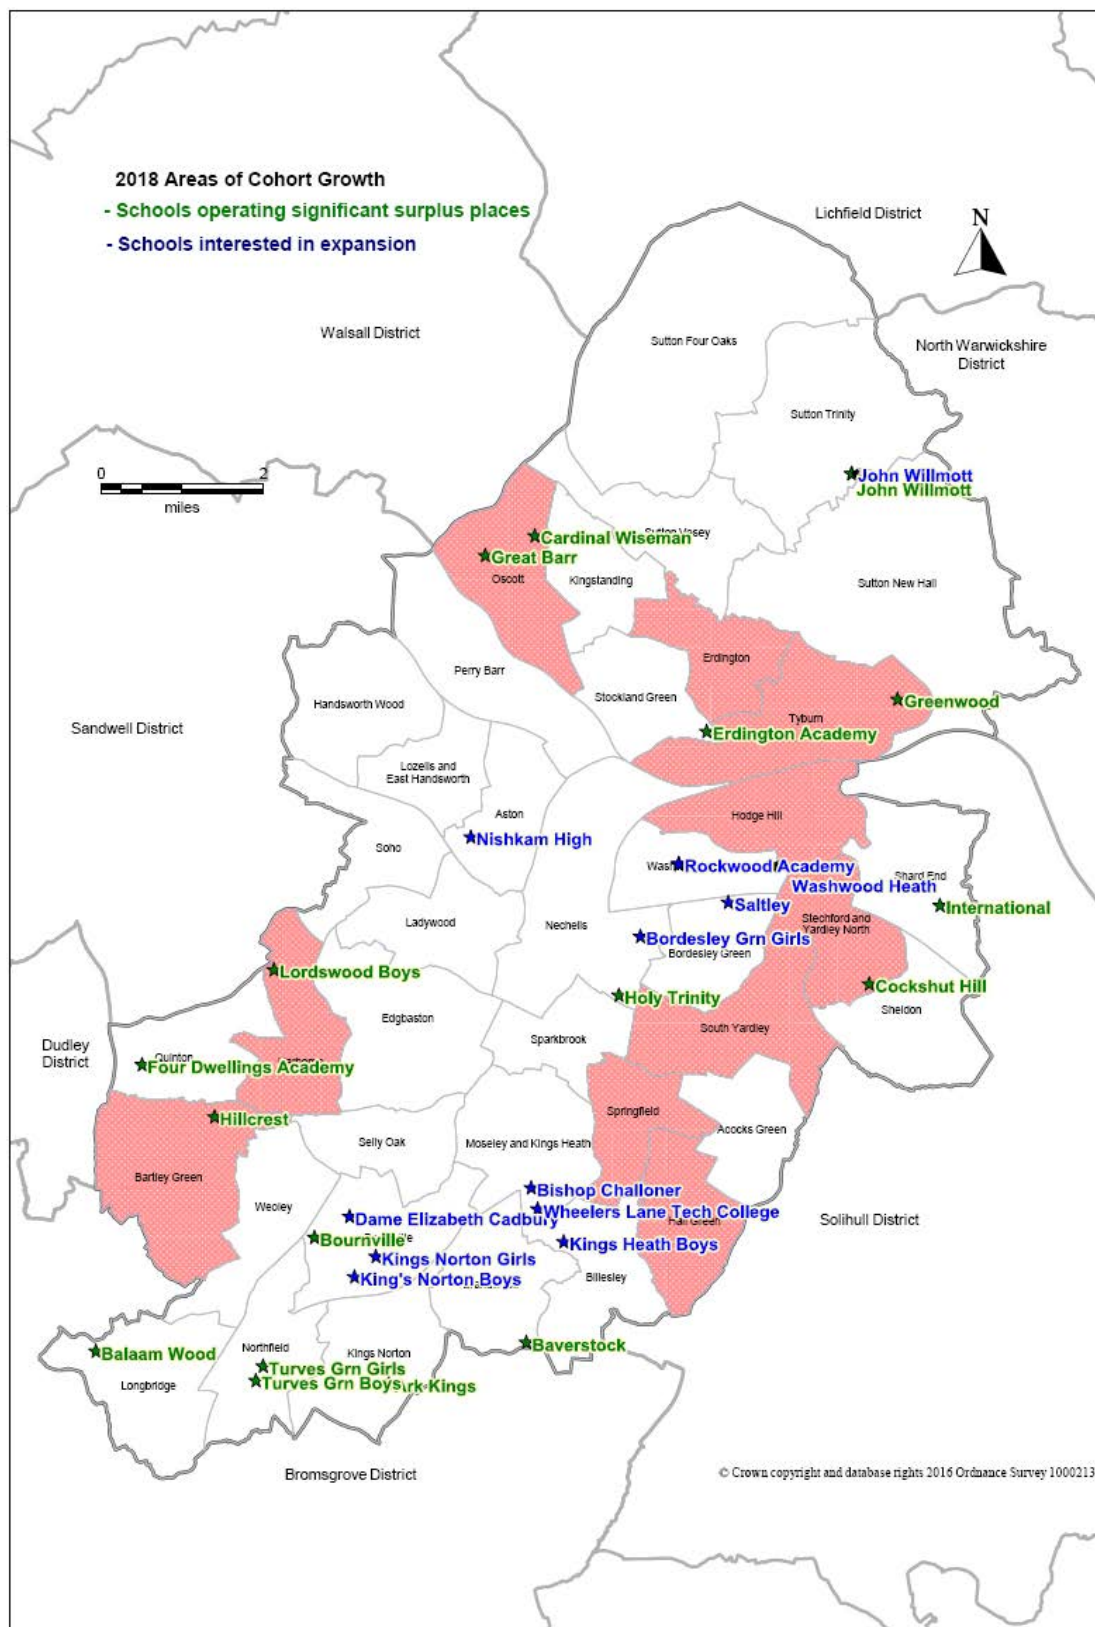 2018 Areas of Cohort Growth
- Schools operating significant surplus places
- Schools interested in expansion
Lichfield District
N
Walsall District
Sutton Four Oaks
North Warwickshire
District
Sutton Trinity
0 2
miles
John Willmott
John Willmott
Cardinal Wiseman
Great Barr
Oscott
Kingstanding
Sutton New Hall
Erdington
Perry Barr
Stockland Green
Handsworth Wood
Greenwood
Tyburn
Sandwell District
Erdington Academy
Lozells and
East Handsworth
Aston
Hodge Hill
Nishkam High
Soho
Rockwood Academy
Shard End
Washwood Heath
Saltley
International
Ladywood
Nechells
Stechford and
Yardley North
Bordesley Grn Girls
Bordesley Green
Lordswood Boys
Cockshut Hill
Holy Trinity
Sheldon
Edgbaston
South Yardley
Sparkbrook
Dudley
District
Quinton
Four Dwellings Academy
Hillcrest
Springfield
Acocks Green
Selly Oak
Moseley and Kings Heath
Bartley Green
Weoley
Bishop Challoner
Wheelers Lane Tech College
Hall Green
Solihull District
Dame Elizabeth Cadbury
Bournville
Kings Heath Boys
Kings Norton Girls
King's Norton Boys
Billesley
Baverstock
Balaam Wood
Northfield
Kings Norton
Turves Grn Girls
Turves Grn Boys
Kings
Longbridge
Bromsgrove District
© Crown copyright and database rights 2016 Ordnance Survey 1000213